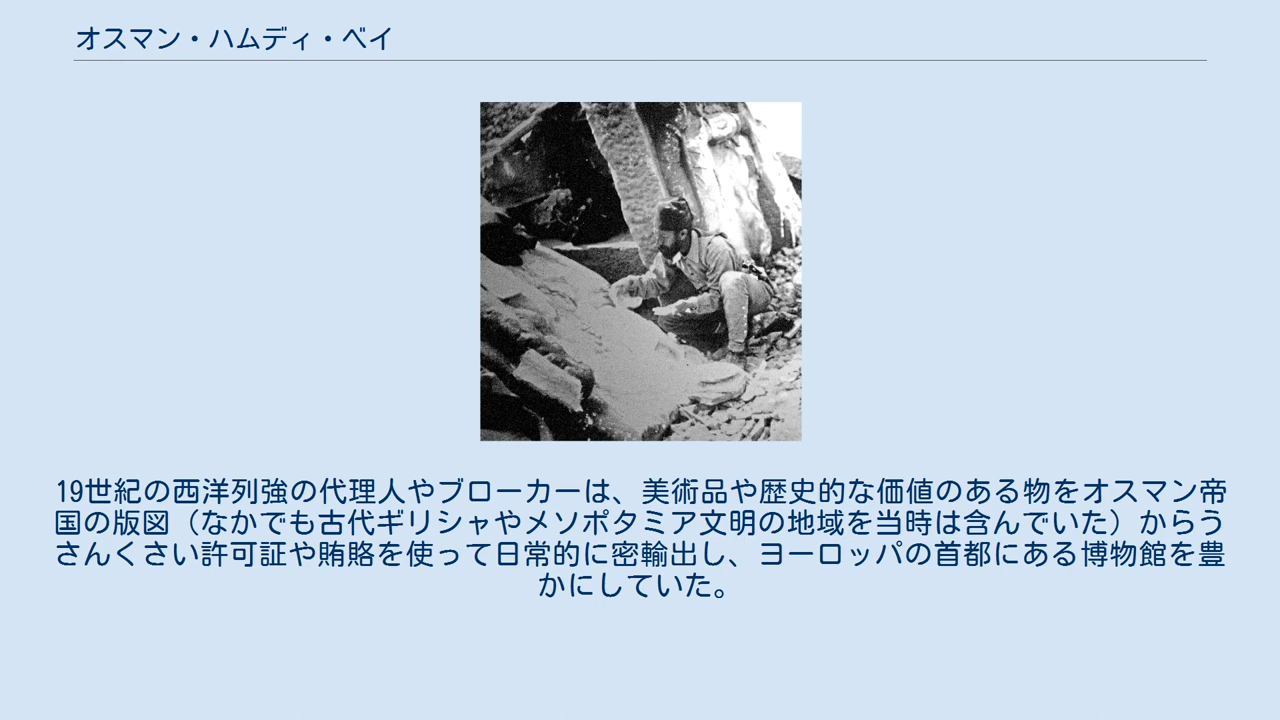 オスマン・ハムディ・ベイ
19世紀の西洋列強の代理人やブローカーは、美術品や歴史的な価値のある物をオスマン帝
国の版図（なかでも古代ギリシャやメソポタミア文明の地域を当時は含んでいた）からう
さんくさい許可証や賄賂を使って日常的に密輸出し、ヨーロッパの首都にある博物館を豊
かにしていた。